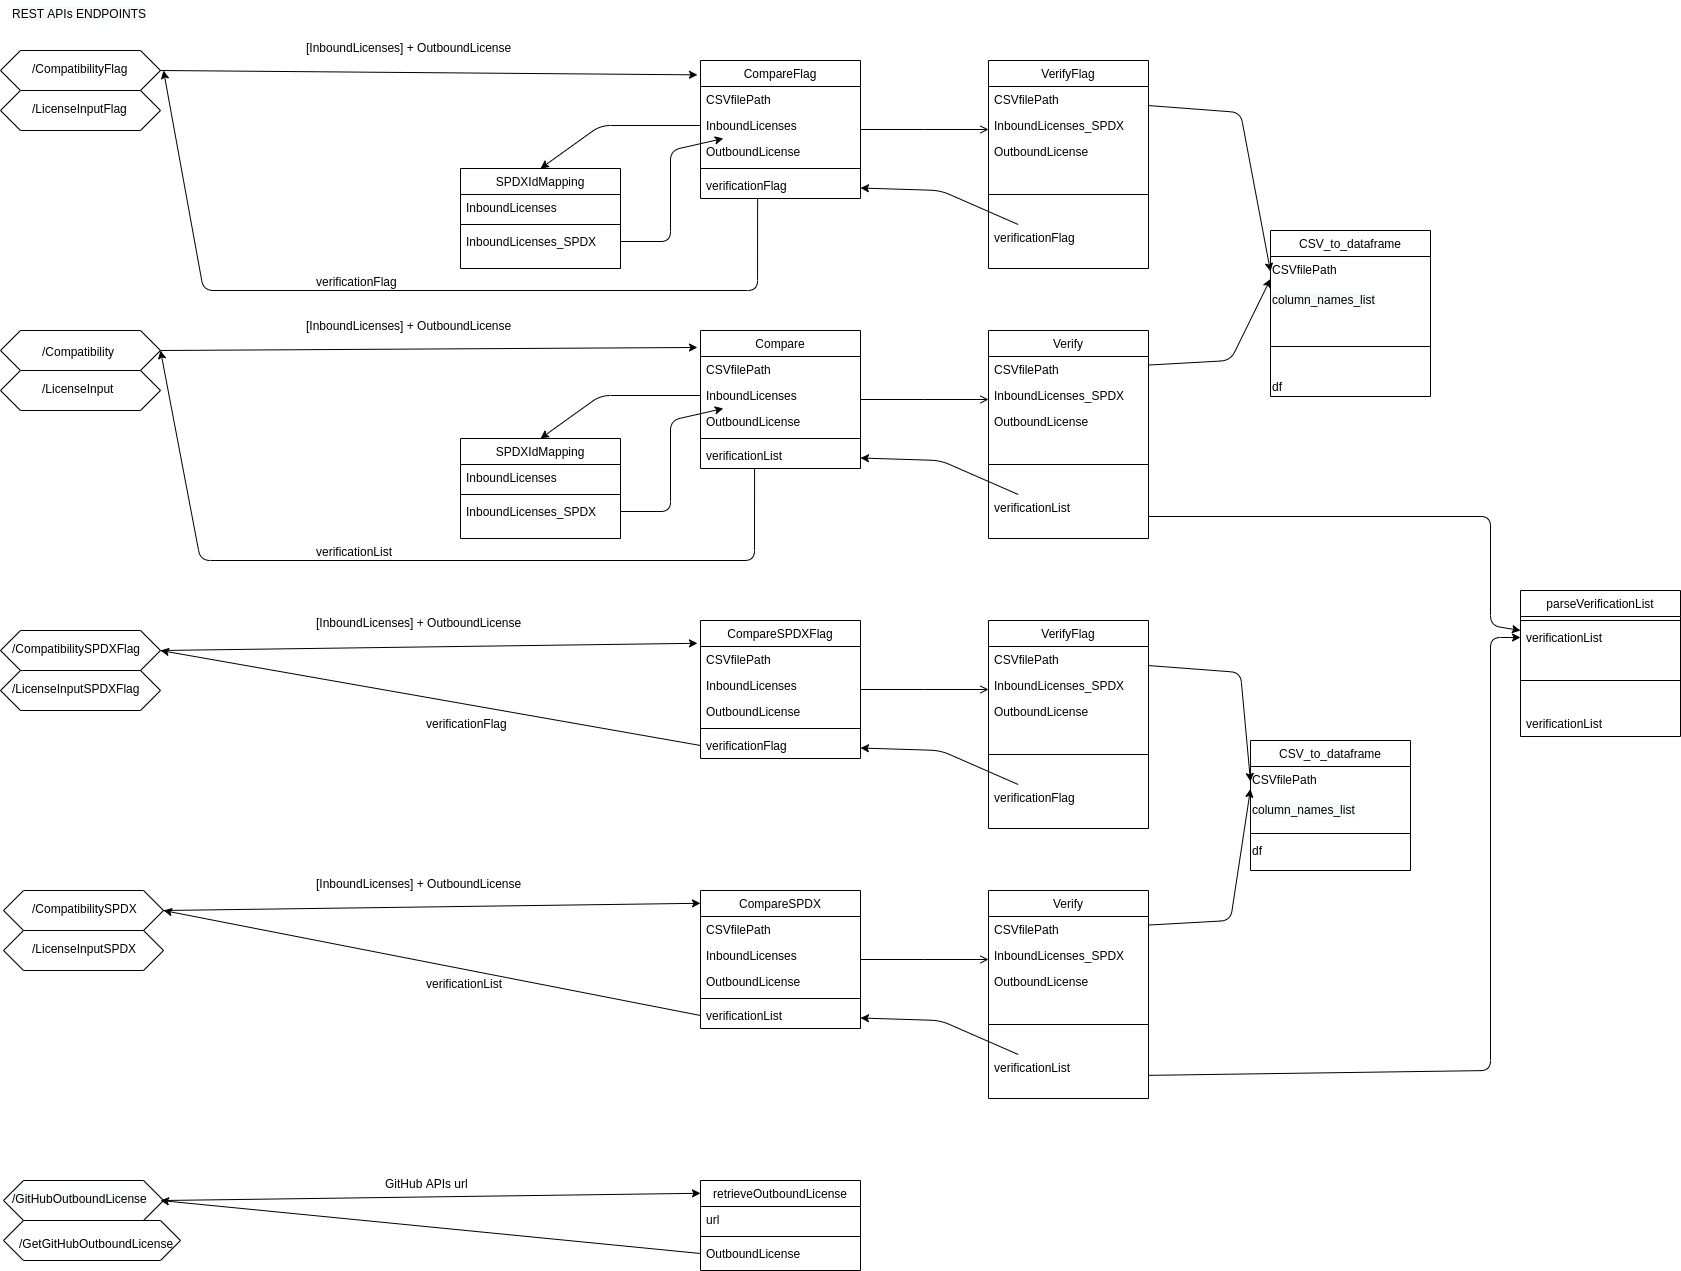 REST APIs ENDPOINTS
/CompatibilityFlag
/LicenseInputFlag
[InboundLicenses] + OutboundLicense
CompareFlag
CSVfilePath
InboundLicenses
OutboundLicense
verificationFlag
VerifyFlag
CSVfilePath
InboundLicenses_SPDX
OutboundLicense
verificationFlag
SPDXIdMapping
InboundLicenses
InboundLicenses_SPDX
verificationFlag
CSV_to_dataframe
CSVfilePath
column_names_list
df
/Compatibility
/LicenseInput
[InboundLicenses] + OutboundLicense
Compare
CSVfilePath
InboundLicenses
OutboundLicense
verificationList
Verify
CSVfilePath
InboundLicenses_SPDX
OutboundLicense
verificationList
SPDXIdMapping
InboundLicenses
InboundLicenses_SPDX
verificationList
parseVerificationList
verificationList
verificationList
/CompatibilitySPDXFlag
/LicenseInputSPDXFlag
[InboundLicenses] + OutboundLicense
verificationFlag
CompareSPDXFlag
CSVfilePath
InboundLicenses
OutboundLicense
verificationFlag
VerifyFlag
CSVfilePath
InboundLicenses_SPDX
OutboundLicense
verificationFlag
CSV_to_dataframe
CSVfilePath
column_names_list
df
/CompatibilitySPDX
/LicenseInputSPDX
[InboundLicenses] + OutboundLicense
verificationList
CompareSPDX
CSVfilePath
InboundLicenses
OutboundLicense
verificationList
Verify
CSVfilePath
InboundLicenses_SPDX
OutboundLicense
verificationList
/GitHubOutboundLicense
/GetGitHubOutboundLicense
GitHub APIs url
retrieveOutboundLicense
url
OutboundLicense